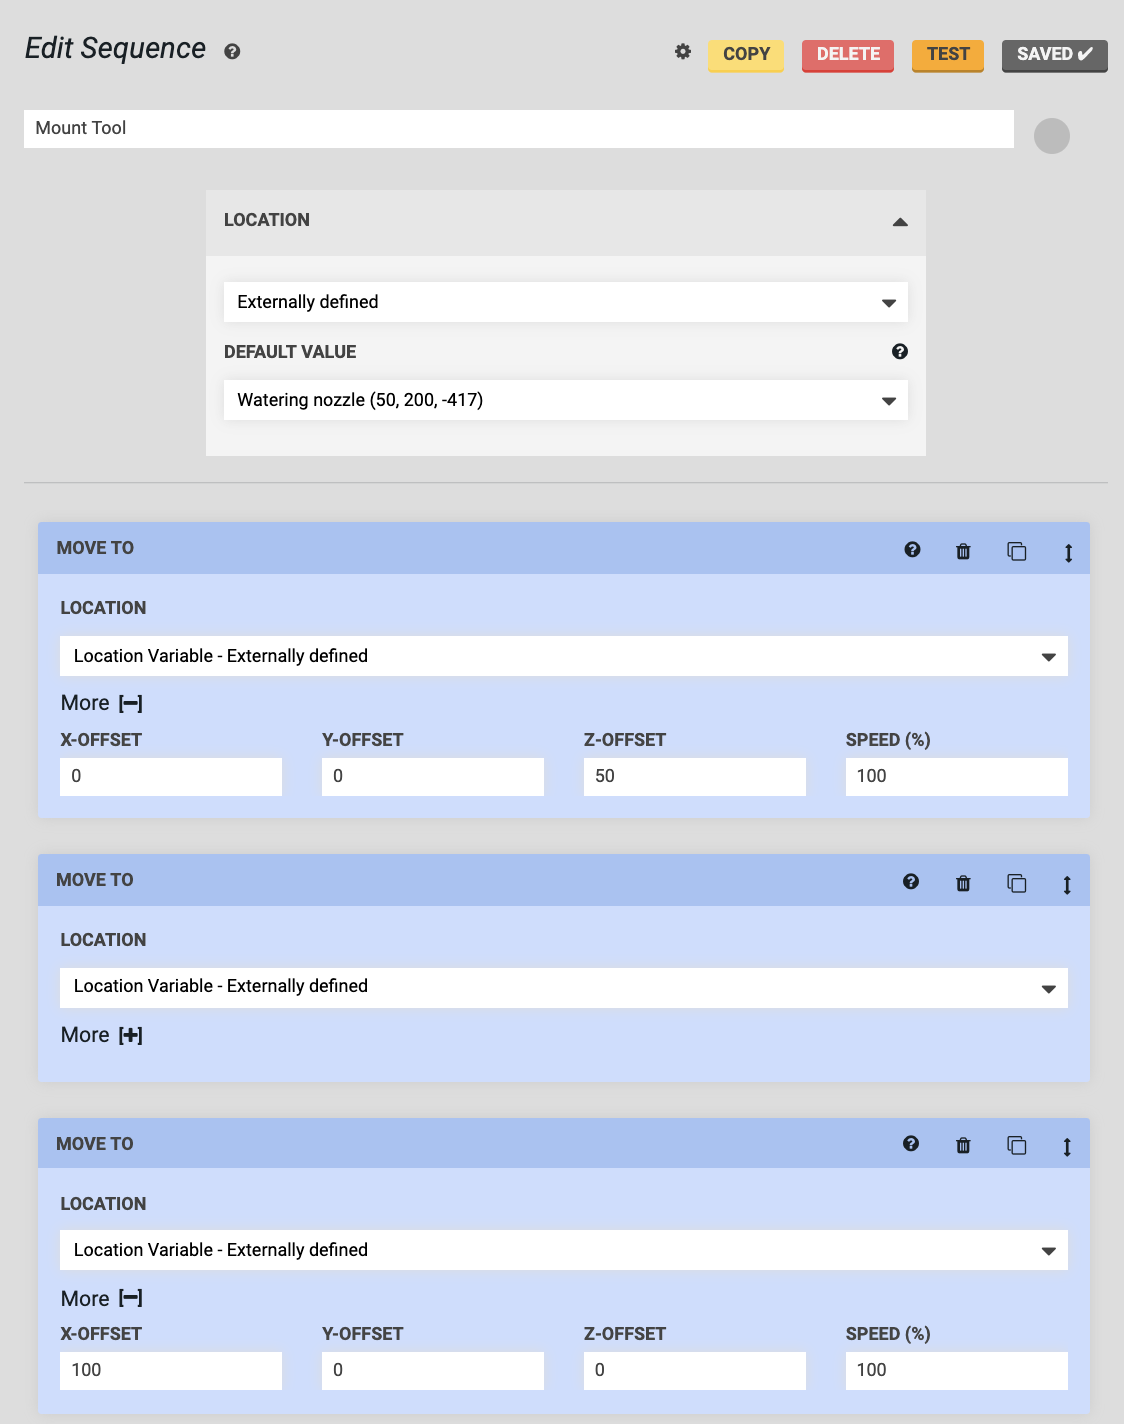 Edit Sequence
COPY DELETE TEST SAVED ✔
Mount Tool
LOCATION
Externally defined
DEFAULT VALUE
Watering nozzle (50, 200, -417)
MOVE TO
LOCATION
Location Variable - Externally defined
More [−]
X-OFFSET Y-OFFSET Z-OFFSET SPEED (%)
0 0 50 100
MOVE TO
LOCATION
Location Variable - Externally defined
More [+]
MOVE TO
LOCATION
Location Variable - Externally defined
More [−]
X-OFFSET Y-OFFSET Z-OFFSET SPEED (%)
100 0 0 100